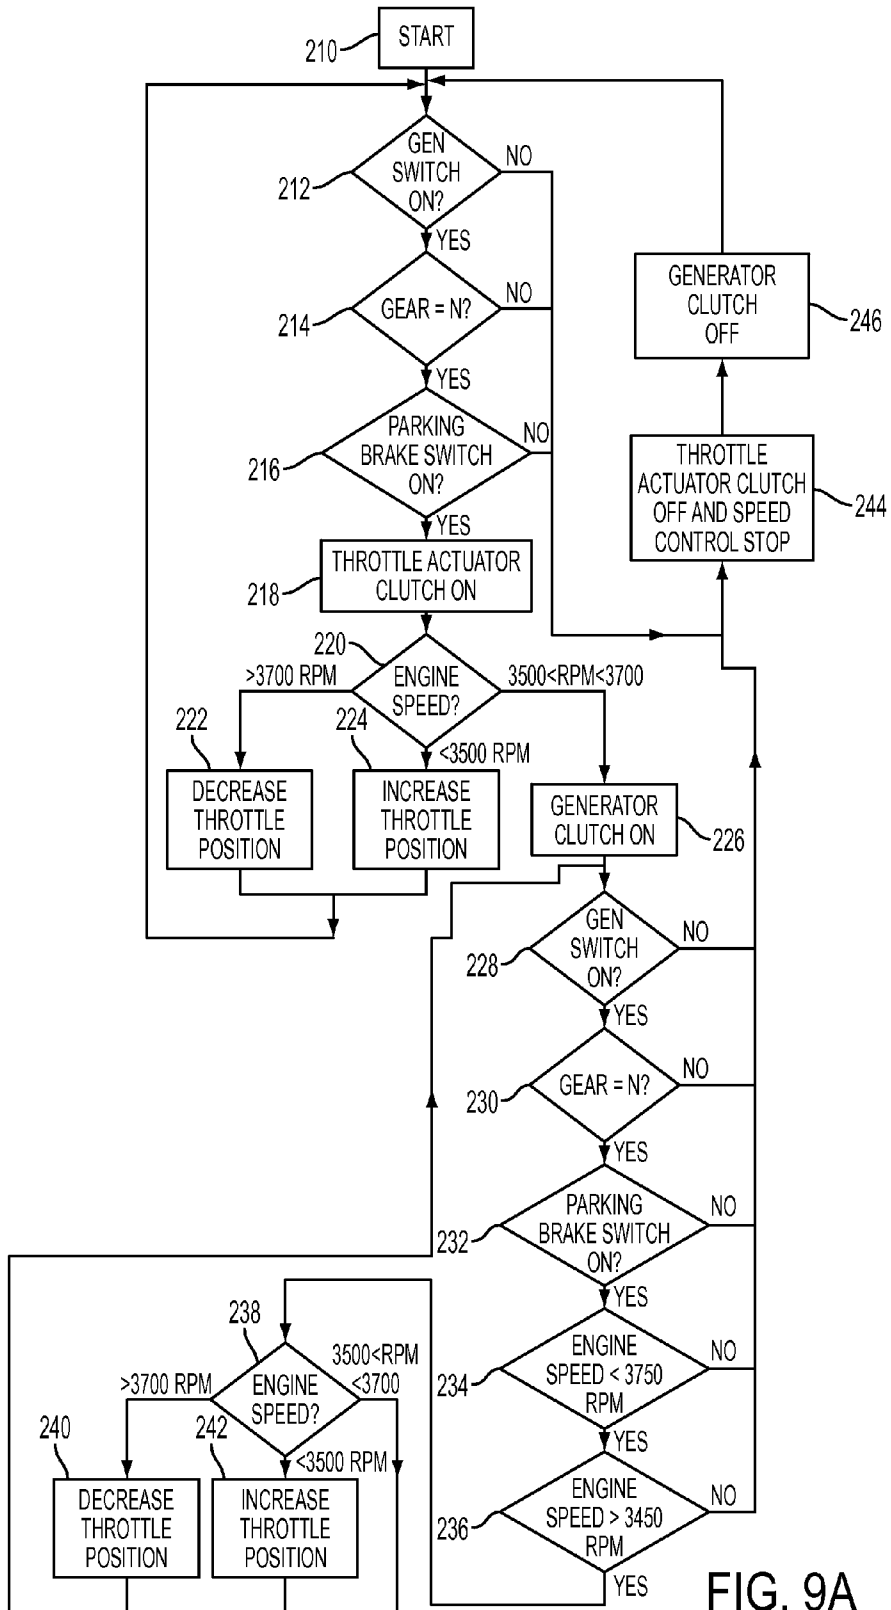 210
START
GEN
SWITCH
ON?
NO
212
YES
GEAR = N?
NO
214
YES
PARKING
BRAKE SWITCH
ON?
NO
216
YES
GENERATOR
CLUTCH
OFF
246
THROTTLE
ACTUATOR CLUTCH
OFF AND SPEED
CONTROL STOP
244
THROTTLE ACTUATOR
CLUTCH ON
218
220
ENGINE
SPEED?
>3700 RPM
3500<RPM<3700
<3500 RPM
222
DECREASE
THROTTLE
POSITION
224
INCREASE
THROTTLE
POSITION
GENERATOR
CLUTCH ON
226
GEN
SWITCH
ON?
NO
228
YES
GEAR = N?
NO
230
YES
PARKING
BRAKE SWITCH
ON?
NO
232
YES
ENGINE
SPEED < 3750
RPM
NO
234
YES
ENGINE
SPEED > 3450
RPM
NO
236
YES
238
ENGINE
SPEED?
>3700 RPM
3500<RPM
<3700
<3500 RPM
240
DECREASE
THROTTLE
POSITION
242
INCREASE
THROTTLE
POSITION
FIG. 9A